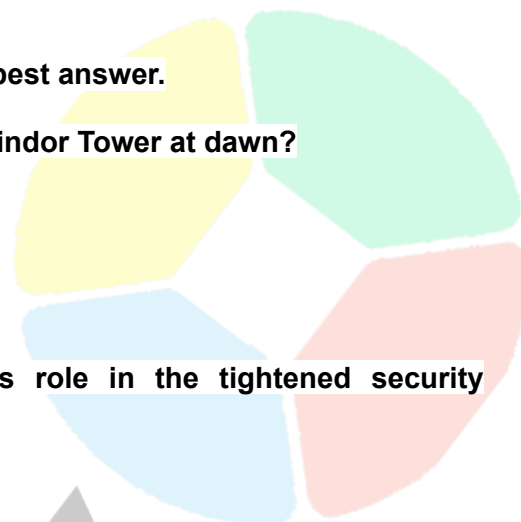 best answer.
indor Tower at dawn?
s role in the tightened security